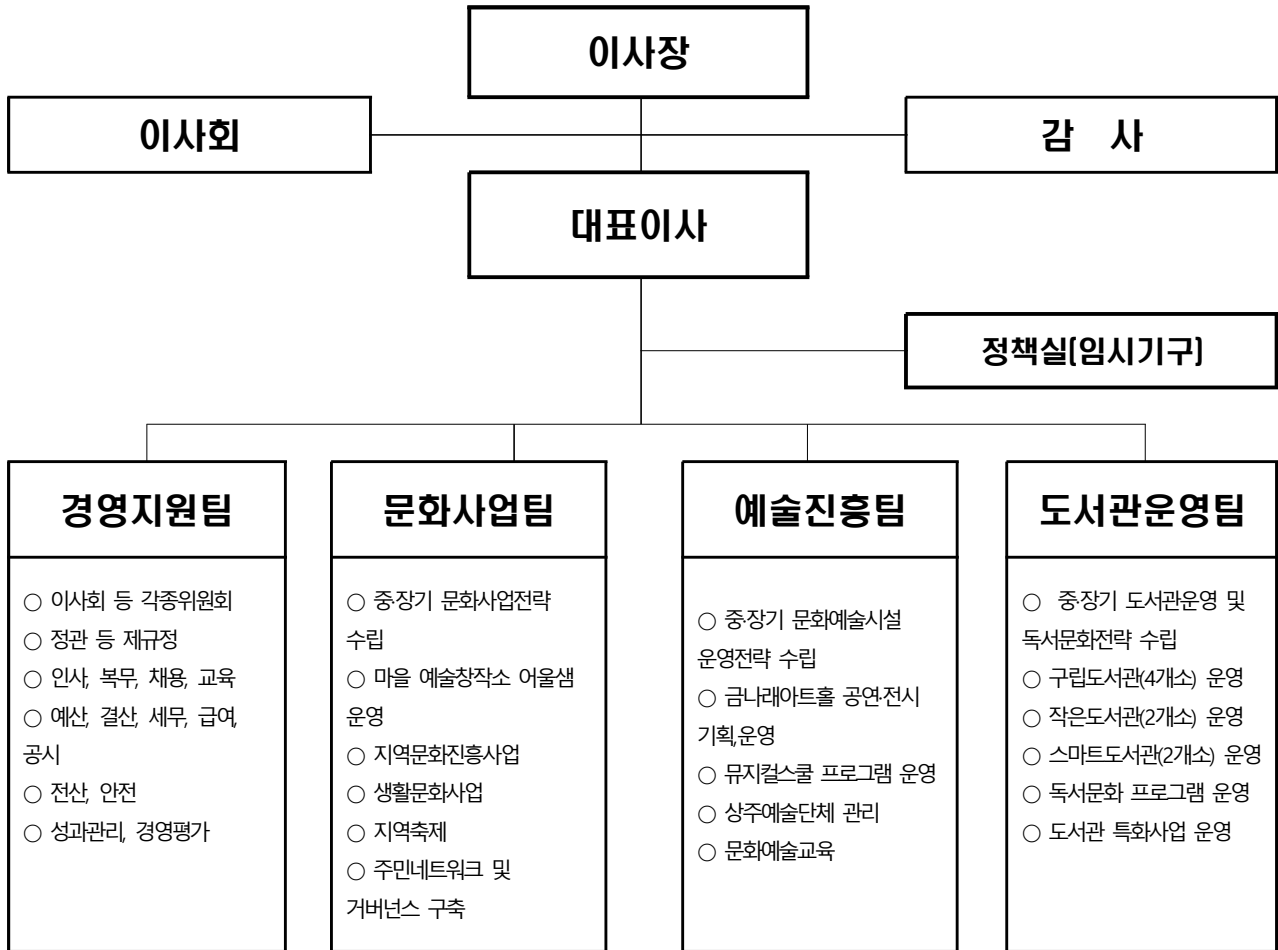 이사장
이사회
감 사
대표이사
정책실(임시기구)
경영지원팀
○ 이사회 등 각종위원회
○ 정관 등 제규정
○ 인사, 복무, 채용, 교육
○ 예산, 결산, 세무, 급여,
공시
○ 전산, 안전
○ 성과관리, 경영평가
문화사업팀
○ 중·장기 문화사업전략
수립
○ 마을 예술창작소 어울샘
운영
○ 지역문화진흥사업
○ 생활문화사업
○ 지역축제
○ 주민네트워크 및
거버넌스 구축
예술진흥팀
○ 중·장기 문화예술시설
운영전략 수립
○ 금나래아트홀 공연·전시
기획,운영
○ 뮤지컬스쿨 프로그램 운영
○ 상주예술단체 관리
○ 문화예술교육
도서관운영팀
○ 중·장기 도서관운영 및
독서문화전략 수립
○ 구립도서관(4개소) 운영
○ 작은도서관(2개소) 운영
○ 스마트도서관(2개소) 운영
○ 독서문화 프로그램 운영
○ 도서관 특화사업 운영